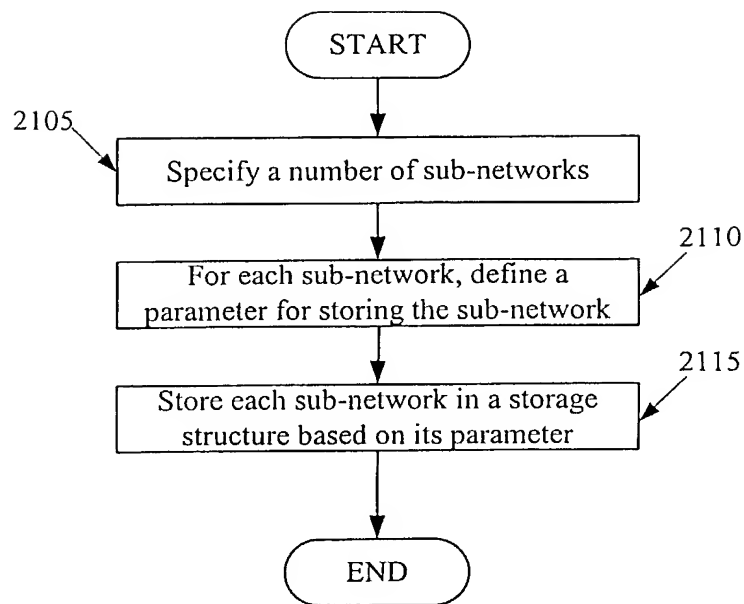 START
2105
Specify a number of sub-networks
2110
For each sub-network, define a
parameter for storing the sub-network
2115
Store each sub-network in a storage
structure based on its parameter
END